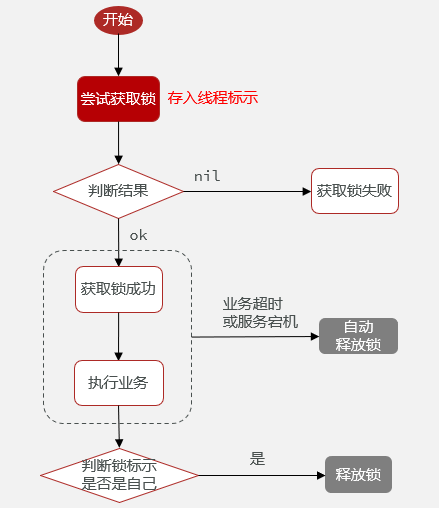 开始
尝试获取锁
存入线程标示
判断结果
nil
获取锁失败
ok
获取锁成功
业务超时
或服务宕机
自动
释放锁
执行业务
判断锁标示
是否是自己
是
释放锁